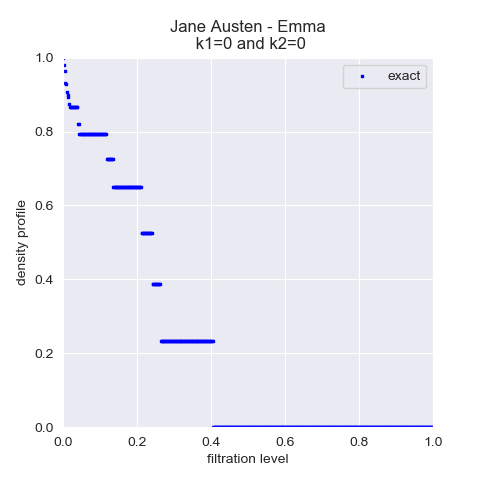 Jane Austen - Emma
k1=0 and k2=0
exact
density profile
1.0
0.8
0.6
0.4
0.2
0.0
0.0 0.2 0.4 0.6 0.8 1.0
filtration level